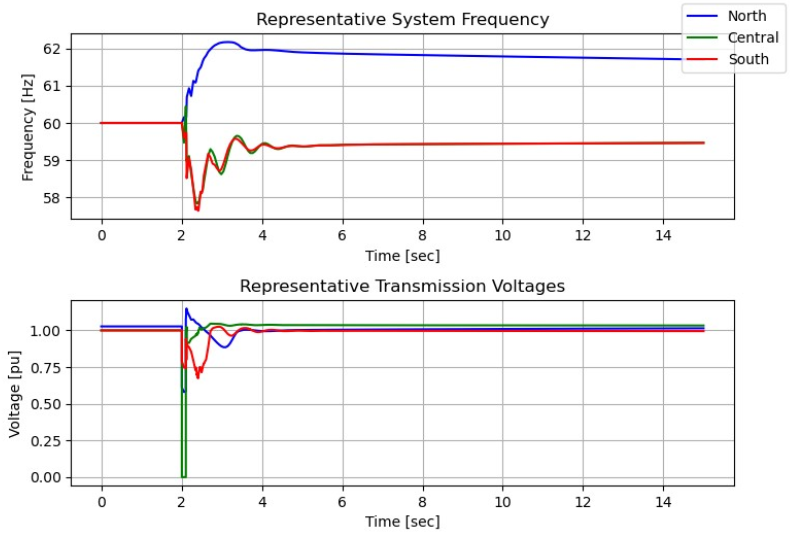 Representative System Frequency
North
Central
South
Frequency [Hz]
62
61
60
59
58
0 2 4 6 8 10 12 14
Time [sec]
Representative Transmission Voltages
Voltage [pu]
1.00
0.75
0.50
0.25
0.00
0 2 4 6 8 10 12 14
Time [sec]